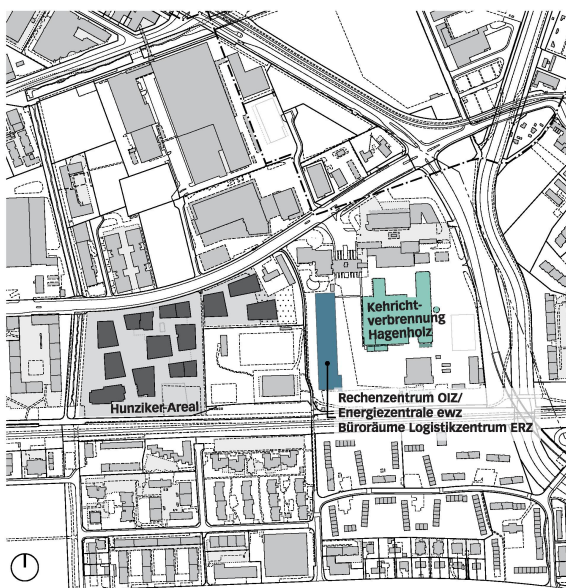 Kehricht-
verbrennung
Hagenholz
Hunziker-Areal
Rechenzentrum OIZ/
Energiezentrale ewz
Büroräume Logistikzentrum ERZ